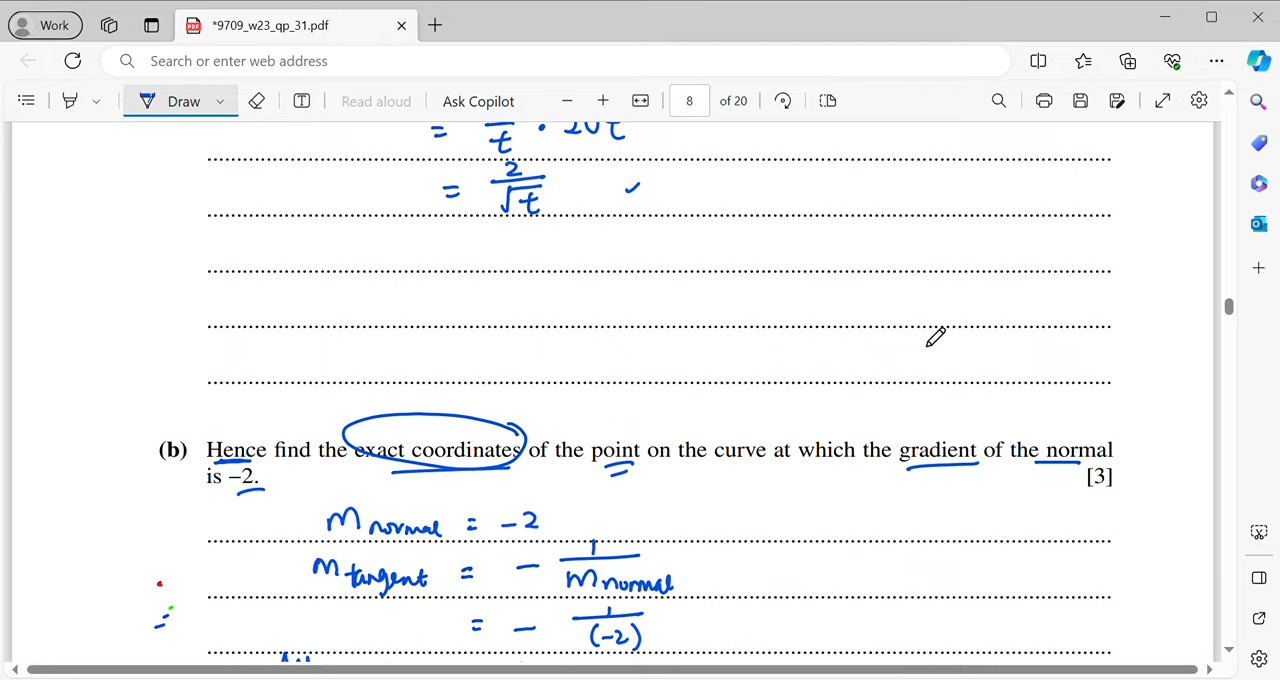 Work
*9709_w23_qp_31.pdf
Search or enter web address
Draw
Read aloud
Ask Copilot
8 of 20
= t · 2√t
= 2/√t ✓
(b) Hence find the exact coordinates of the point on the curve at which the gradient of the normal
is −2. [3]
m normal = -2
m tangent = - 1/m normal
= - 1/(-2)